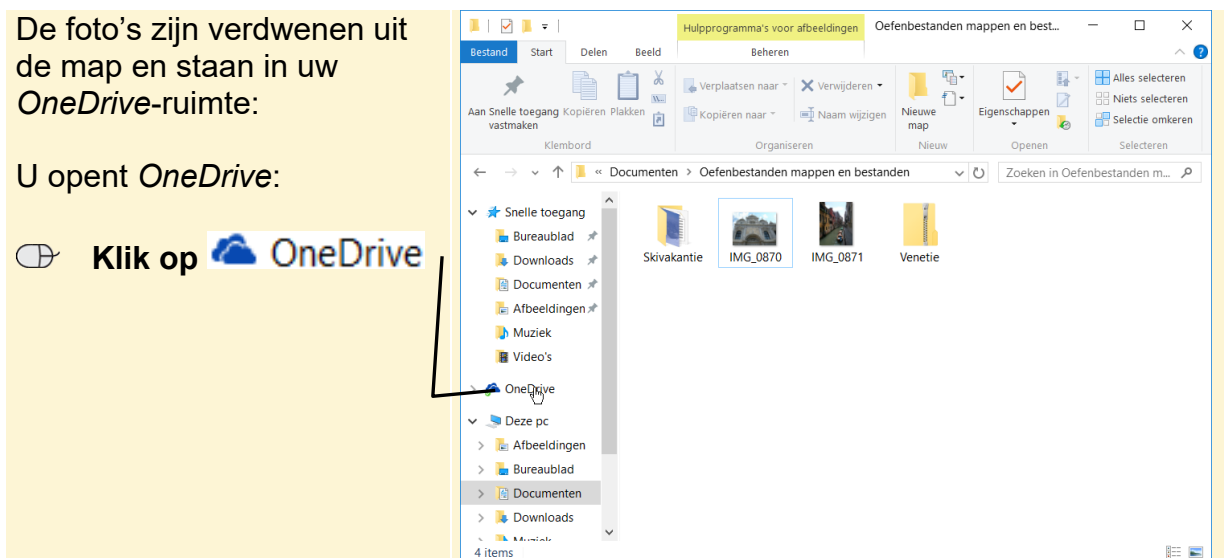 De foto's zijn verdwenen uit
de map en staan in uw
OneDrive-ruimte:
U opent OneDrive:
Klik op OneDrive
Hulpprogramma's voor afbeeldingen
Oefenbestanden mappen en best...
Bestand Start Delen Beeld Beheren
Aan Snelle toegang vastmaken
Kopiëren
Plakken
Klembord
Verplaatsen naar
Kopiëren naar
Verwijderen
Naam wijzigen
Organiseren
Nieuwe map
Nieuw
Eigenschappen
Openen
Alles selecteren
Niets selecteren
Selectie omkeren
Selecteren
« Documenten > Oefenbestanden mappen en bestanden
Zoeken in Oefenbestanden m...
Snelle toegang
Bureaublad
Downloads
Documenten
Afbeeldingen
Muziek
Video's
OneDrive
Deze pc
Afbeeldingen
Bureaublad
Documenten
Downloads
Muziek
Skivakantie
IMG_0870
IMG_0871
Venetie
4 items